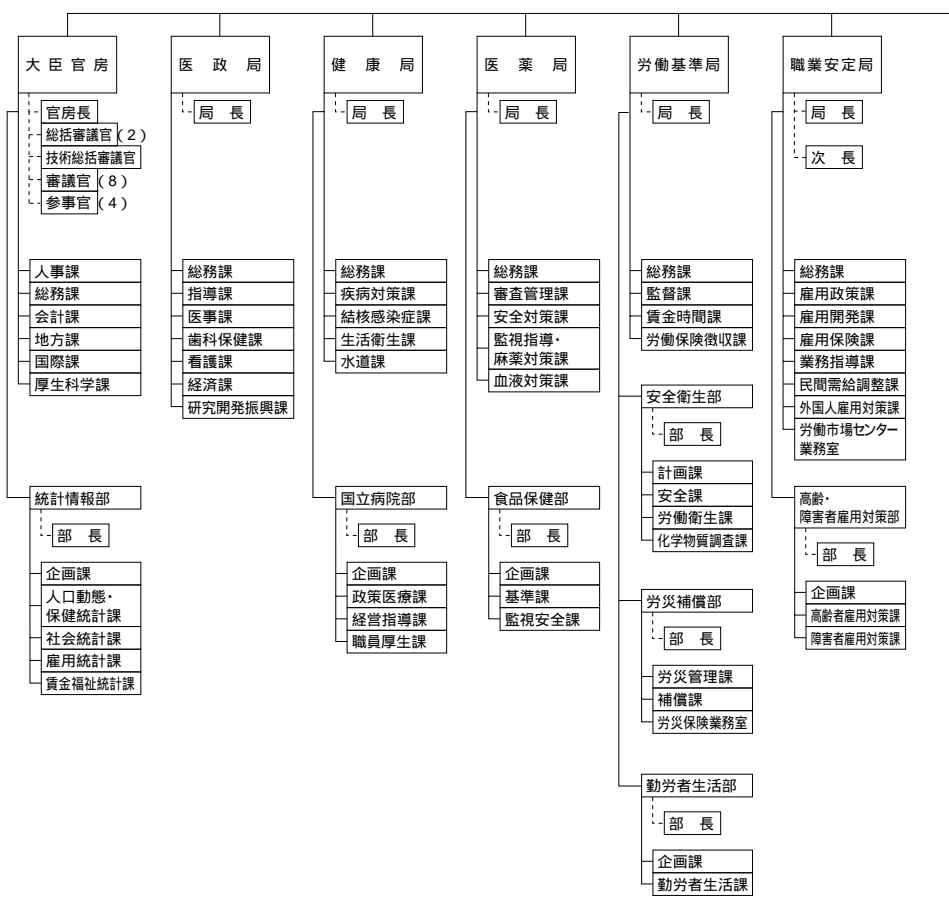 大臣官房
官房長
総括審議官(2)
技術総括審議官
審議官(8)
参事官(4)
人事課
総務課
会計課
地方課
国際課
厚生科学課
統計情報部
部長
企画課
人口動態・
保健統計課
社会統計課
雇用統計課
賃金福祉統計課
医政局
局長
総務課
指導課
医事課
歯科保健課
看護課
経済課
研究開発振興課
健康局
局長
総務課
疾病対策課
結核感染症課
生活衛生課
水道課
国立病院部
部長
企画課
政策医療課
経営指導課
職員厚生課
医薬局
局長
総務課
審査管理課
安全対策課
監視指導・
麻薬対策課
血液対策課
食品保健部
部長
企画課
基準課
監視安全課
労働基準局
局長
総務課
監督課
賃金時間課
労働保険徴収課
安全衛生部
部長
計画課
安全課
労働衛生課
化学物質調査課
労災補償部
部長
労災管理課
補償課
労災保険業務室
勤労者生活部
部長
企画課
勤労者生活課
職業安定局
局長
次長
総務課
雇用政策課
雇用開発課
雇用保険課
業務指導課
民間需給調整課
外国人雇用対策課
労働市場センター
業務室
高齢・
障害者雇用対策部
部長
企画課
高齢者雇用対策課
障害者雇用対策課